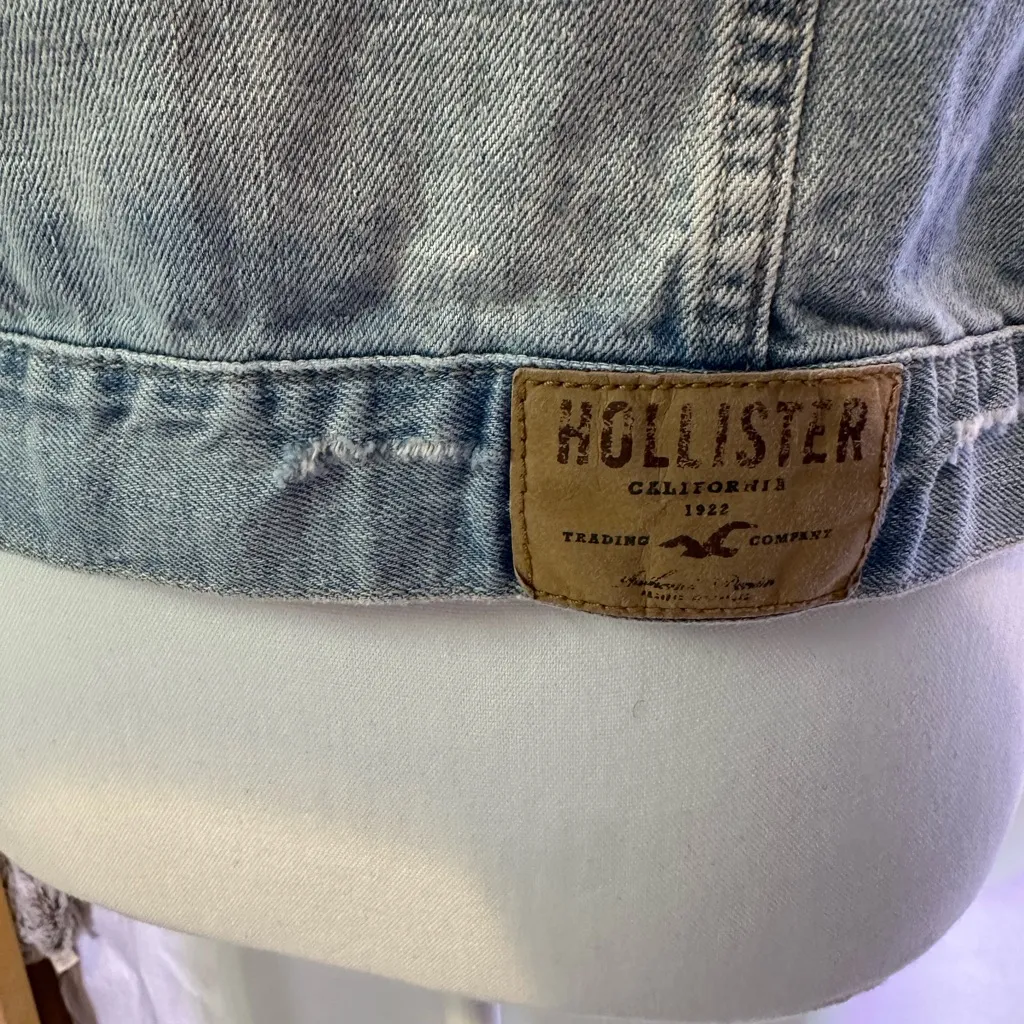 HOLLISTER
CALIFORNIA
1922
TRADING COMPANY